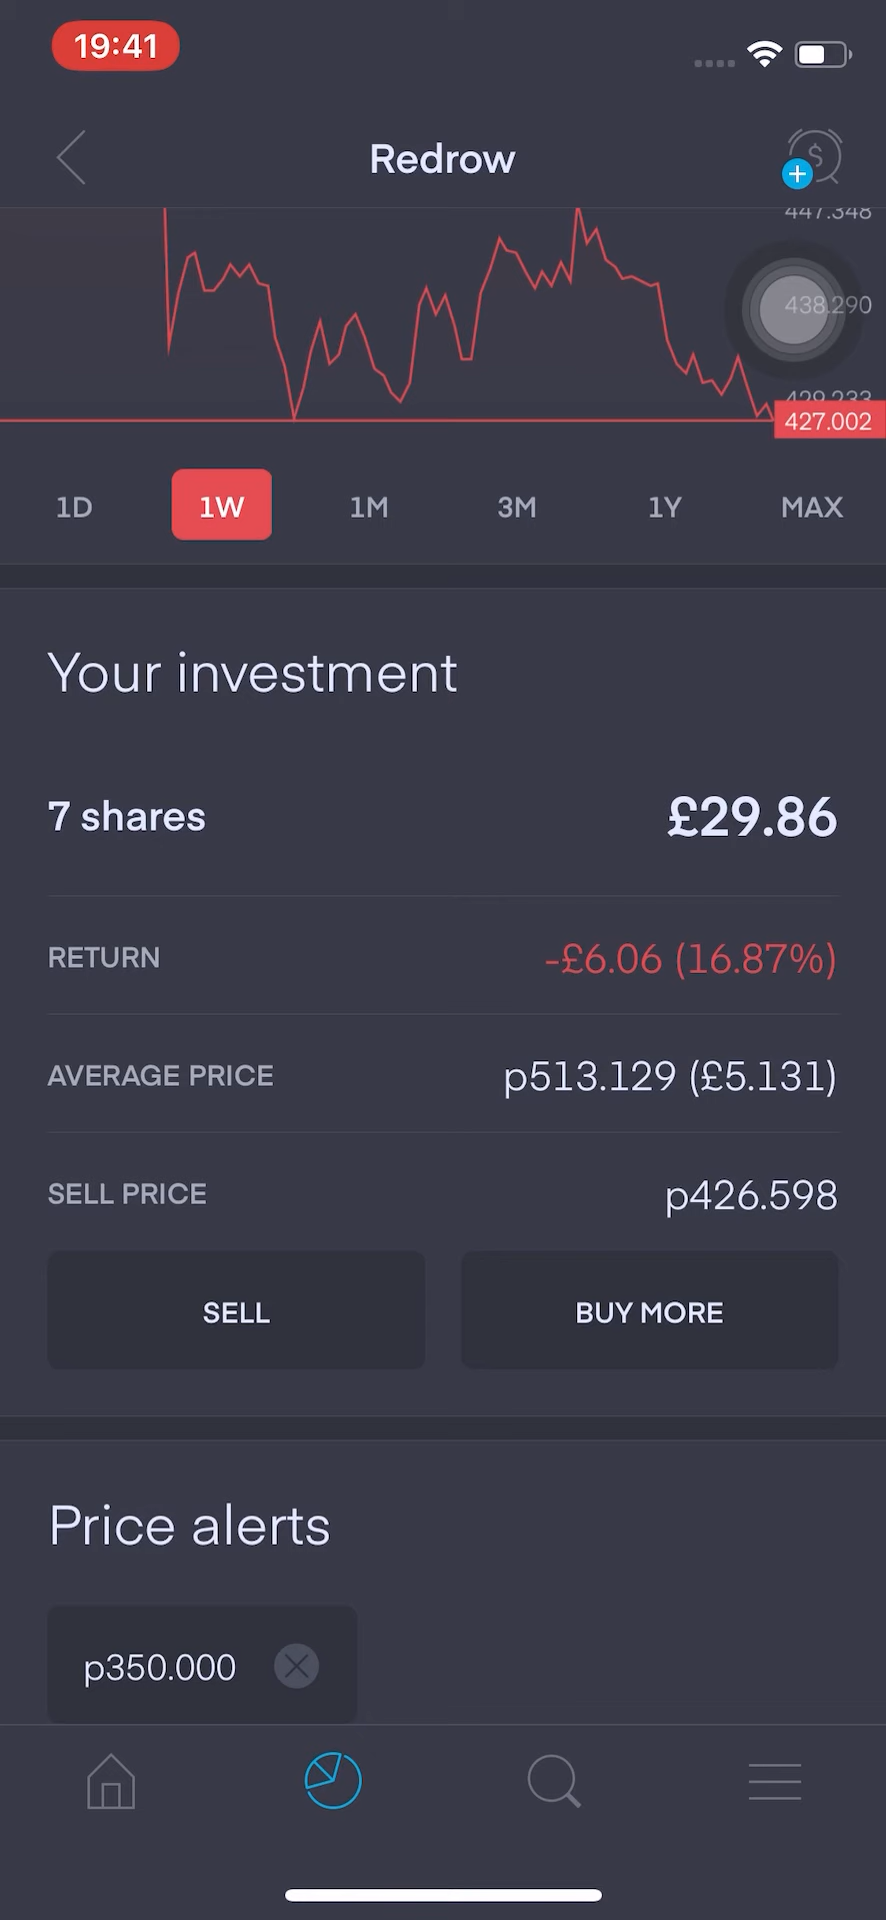 19:41
Redrow
447.348
438.290
429.233
427.002
1D 1W 1M 3M 1Y MAX
Your investment
7 shares £29.86
RETURN -£6.06 (16.87%)
AVERAGE PRICE p513.129 (£5.131)
SELL PRICE p426.598
SELL BUY MORE
Price alerts
p350.000